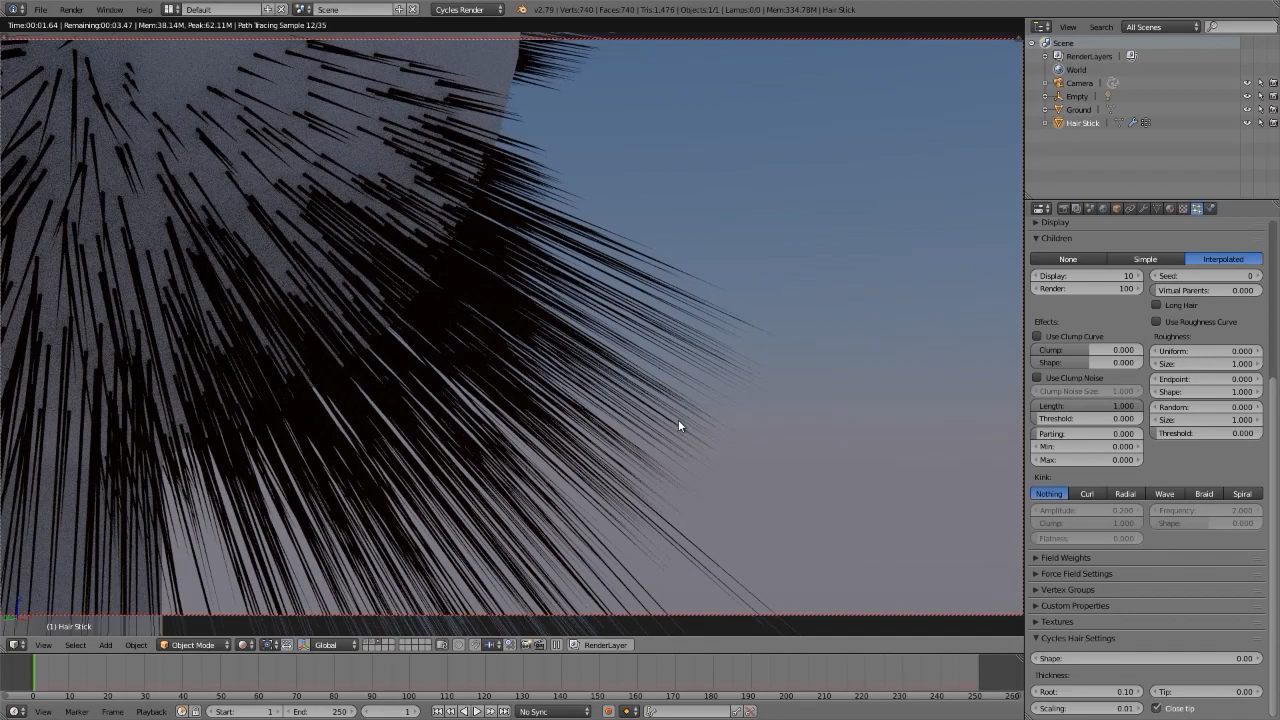 File Render Window Help Default Scene Cycles Render v2.79 | Verts:740 | Faces:740 | Tris:1,476 | Objects:1/1 | Lamps:0/0 | Mem:334.78M | Hair Stick
Time:00:01.64 | Remaining:00:03.47 | Mem:38.14M, Peak:62.11M | Path Tracing Sample 12/35
View Search All Scenes
Scene
RenderLayers
World
Camera
Empty
Ground
Hair Stick
Display
Children
None Simple Interpolated
Display: 10 Seed: 0
Render: 100 Virtual Parents: 0.000
Long Hair
Effects: Use Roughness Curve
Use Clump Curve Roughness:
Clump: 0.000 Uniform: 0.000
Shape: 0.000 Size: 1.000
Use Clump Noise Endpoint: 0.000
Clump Noise Size: 1.000 Shape: 1.000
Length: 1.000 Random: 0.000
Threshold: 0.000 Size: 1.000
Parting: 0.000 Threshold: 0.000
Min: 0.000
Max: 0.000
Kink:
Nothing Curl Radial Wave Braid Spiral
Amplitude: 0.200 Frequency: 2.000
Clump: 1.000 Shape: 0.000
Flatness: 0.000
Field Weights
Force Field Settings
Vertex Groups
Custom Properties
Textures
Cycles Hair Settings
Shape: 0.00
Thickness:
Root: 0.10 Tip: 0.00
Scaling: 0.01 Close tip
(1) Hair Stick
View Select Add Object Object Mode Global RenderLayer
0 10 20 30 40 50 60 70 80 90 100 110 120 130 140 150 160 170 180 190 200 210 220 230 240 250 260
View Marker Frame Playback Start: 1 End: 250 1 No Sync